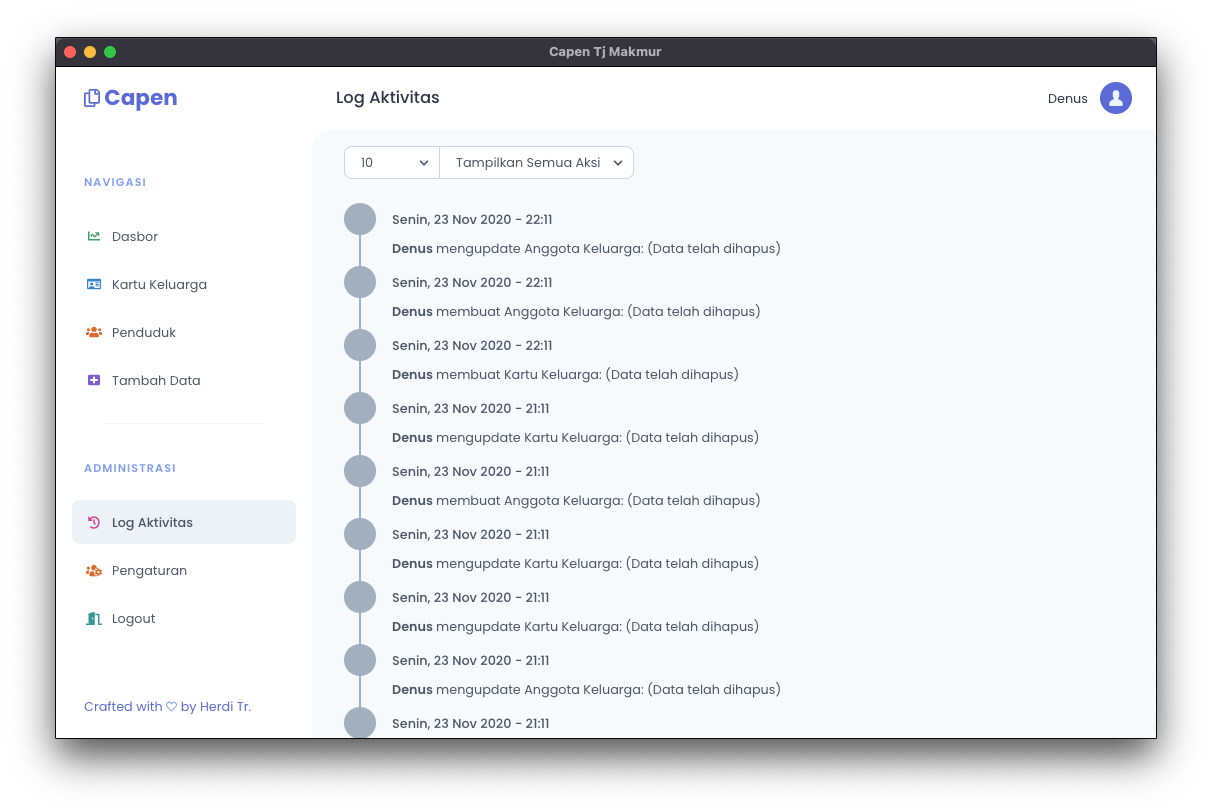 Capen Tj Makmur
Capen
Log Aktivitas
Denus
NAVIGASI
Dasbor
Kartu Keluarga
Penduduk
Tambah Data
ADMINISTRASI
Log Aktivitas
Pengaturan
Logout
Crafted with ♡ by Herdi Tr.
10
Tampilkan Semua Aksi
Senin, 23 Nov 2020 - 22:11
Denus mengupdate Anggota Keluarga: (Data telah dihapus)
Senin, 23 Nov 2020 - 22:11
Denus membuat Anggota Keluarga: (Data telah dihapus)
Senin, 23 Nov 2020 - 22:11
Denus membuat Kartu Keluarga: (Data telah dihapus)
Senin, 23 Nov 2020 - 21:11
Denus mengupdate Kartu Keluarga: (Data telah dihapus)
Senin, 23 Nov 2020 - 21:11
Denus membuat Anggota Keluarga: (Data telah dihapus)
Senin, 23 Nov 2020 - 21:11
Denus mengupdate Kartu Keluarga: (Data telah dihapus)
Senin, 23 Nov 2020 - 21:11
Denus mengupdate Kartu Keluarga: (Data telah dihapus)
Senin, 23 Nov 2020 - 21:11
Denus mengupdate Anggota Keluarga: (Data telah dihapus)
Senin, 23 Nov 2020 - 21:11